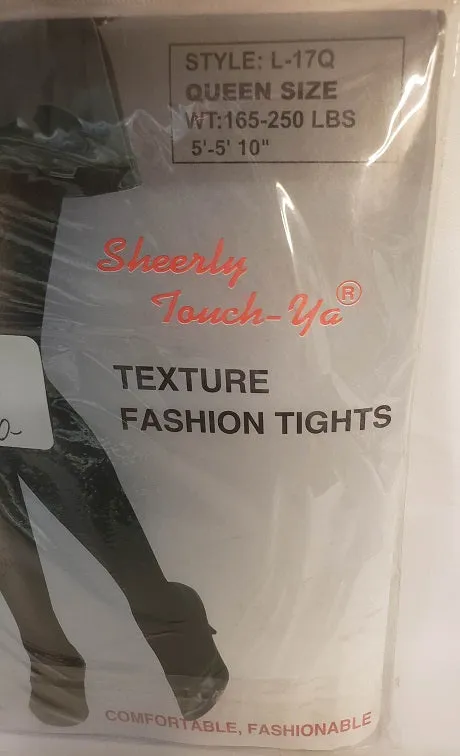 STYLE: L-17Q
QUEEN SIZE
WT:165-250 LBS
5'-5' 10"
Sheerly
Touch-Ya®
TEXTURE
FASHION TIGHTS
COMFORTABLE, FASHIONABLE